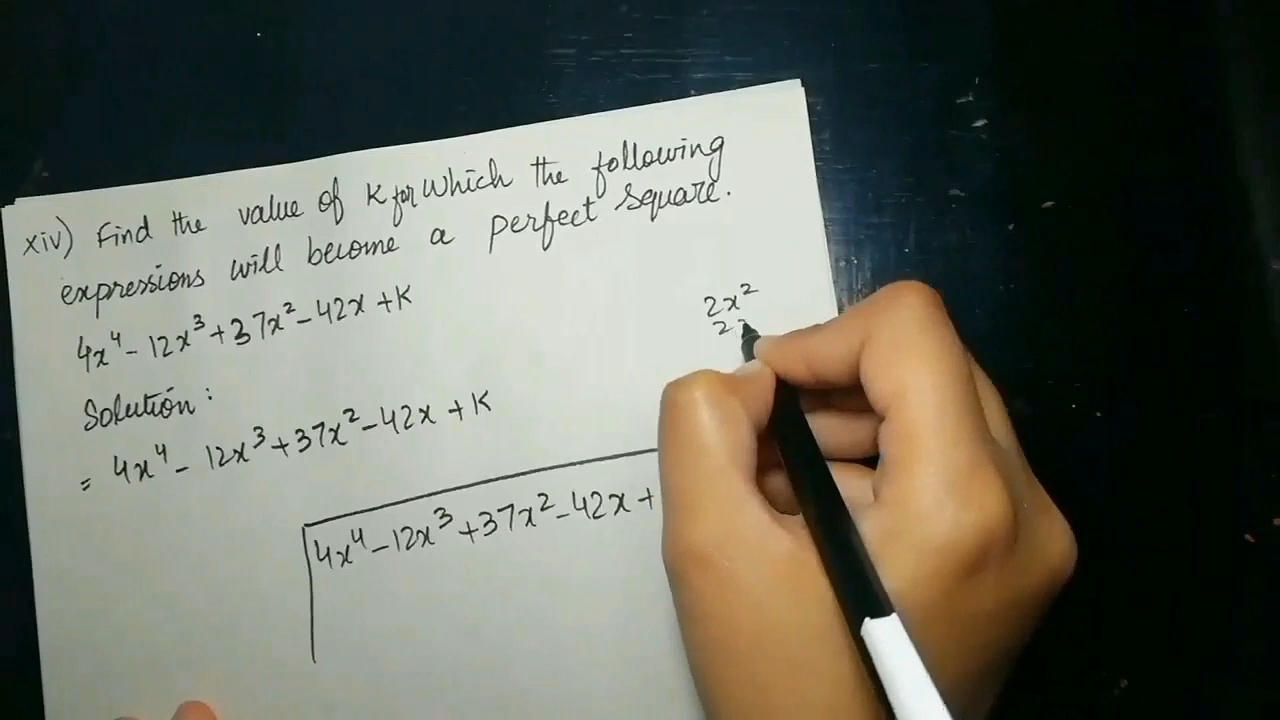 xiv) Find the value of K for which the following
expressions will become a perfect square.
4x⁴ - 12x³ + 37x² - 42x + K
Solution:
= 4x⁴ - 12x³ + 37x² - 42x + K
2x²
2
4x⁴ - 12x³ + 37x² - 42x +